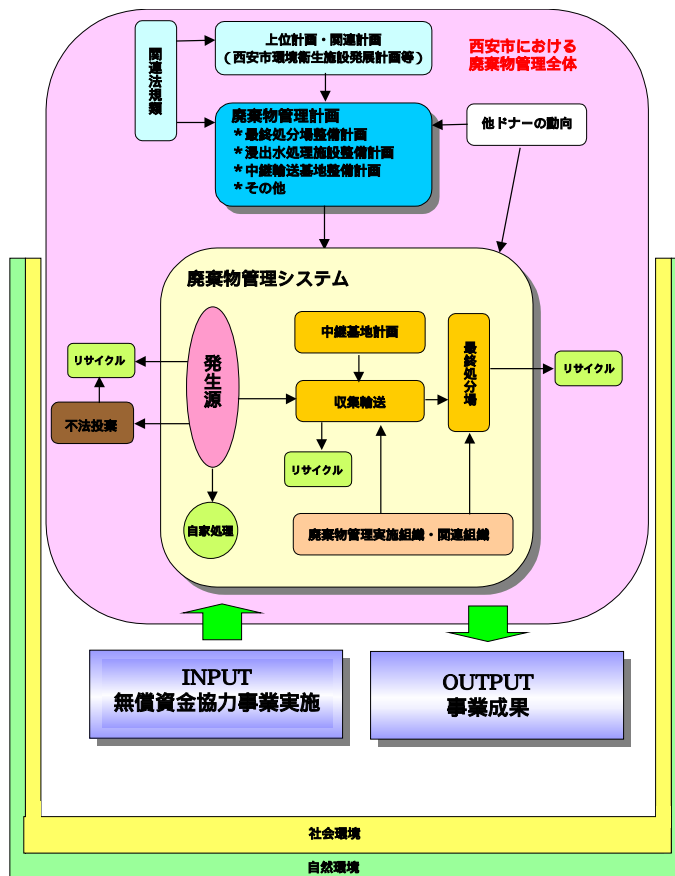 関連法規類
上位計画・関連計画
（西安市環境衛生施設発展計画等）
西安市における
廃棄物管理全体
廃棄物管理計画
＊最終処分場整備計画
＊浸出水処理施設整備計画
＊中継輸送基地整備計画
＊その他
他ドナーの動向
廃棄物管理システム
発生源
中継基地計画
最終処分場
リサイクル
リサイクル
収集輸送
不法投棄
リサイクル
自家処理
廃棄物管理実施組織・関連組織
INPUT
無償資金協力事業実施
OUTPUT
事業成果
社会環境
自然環境